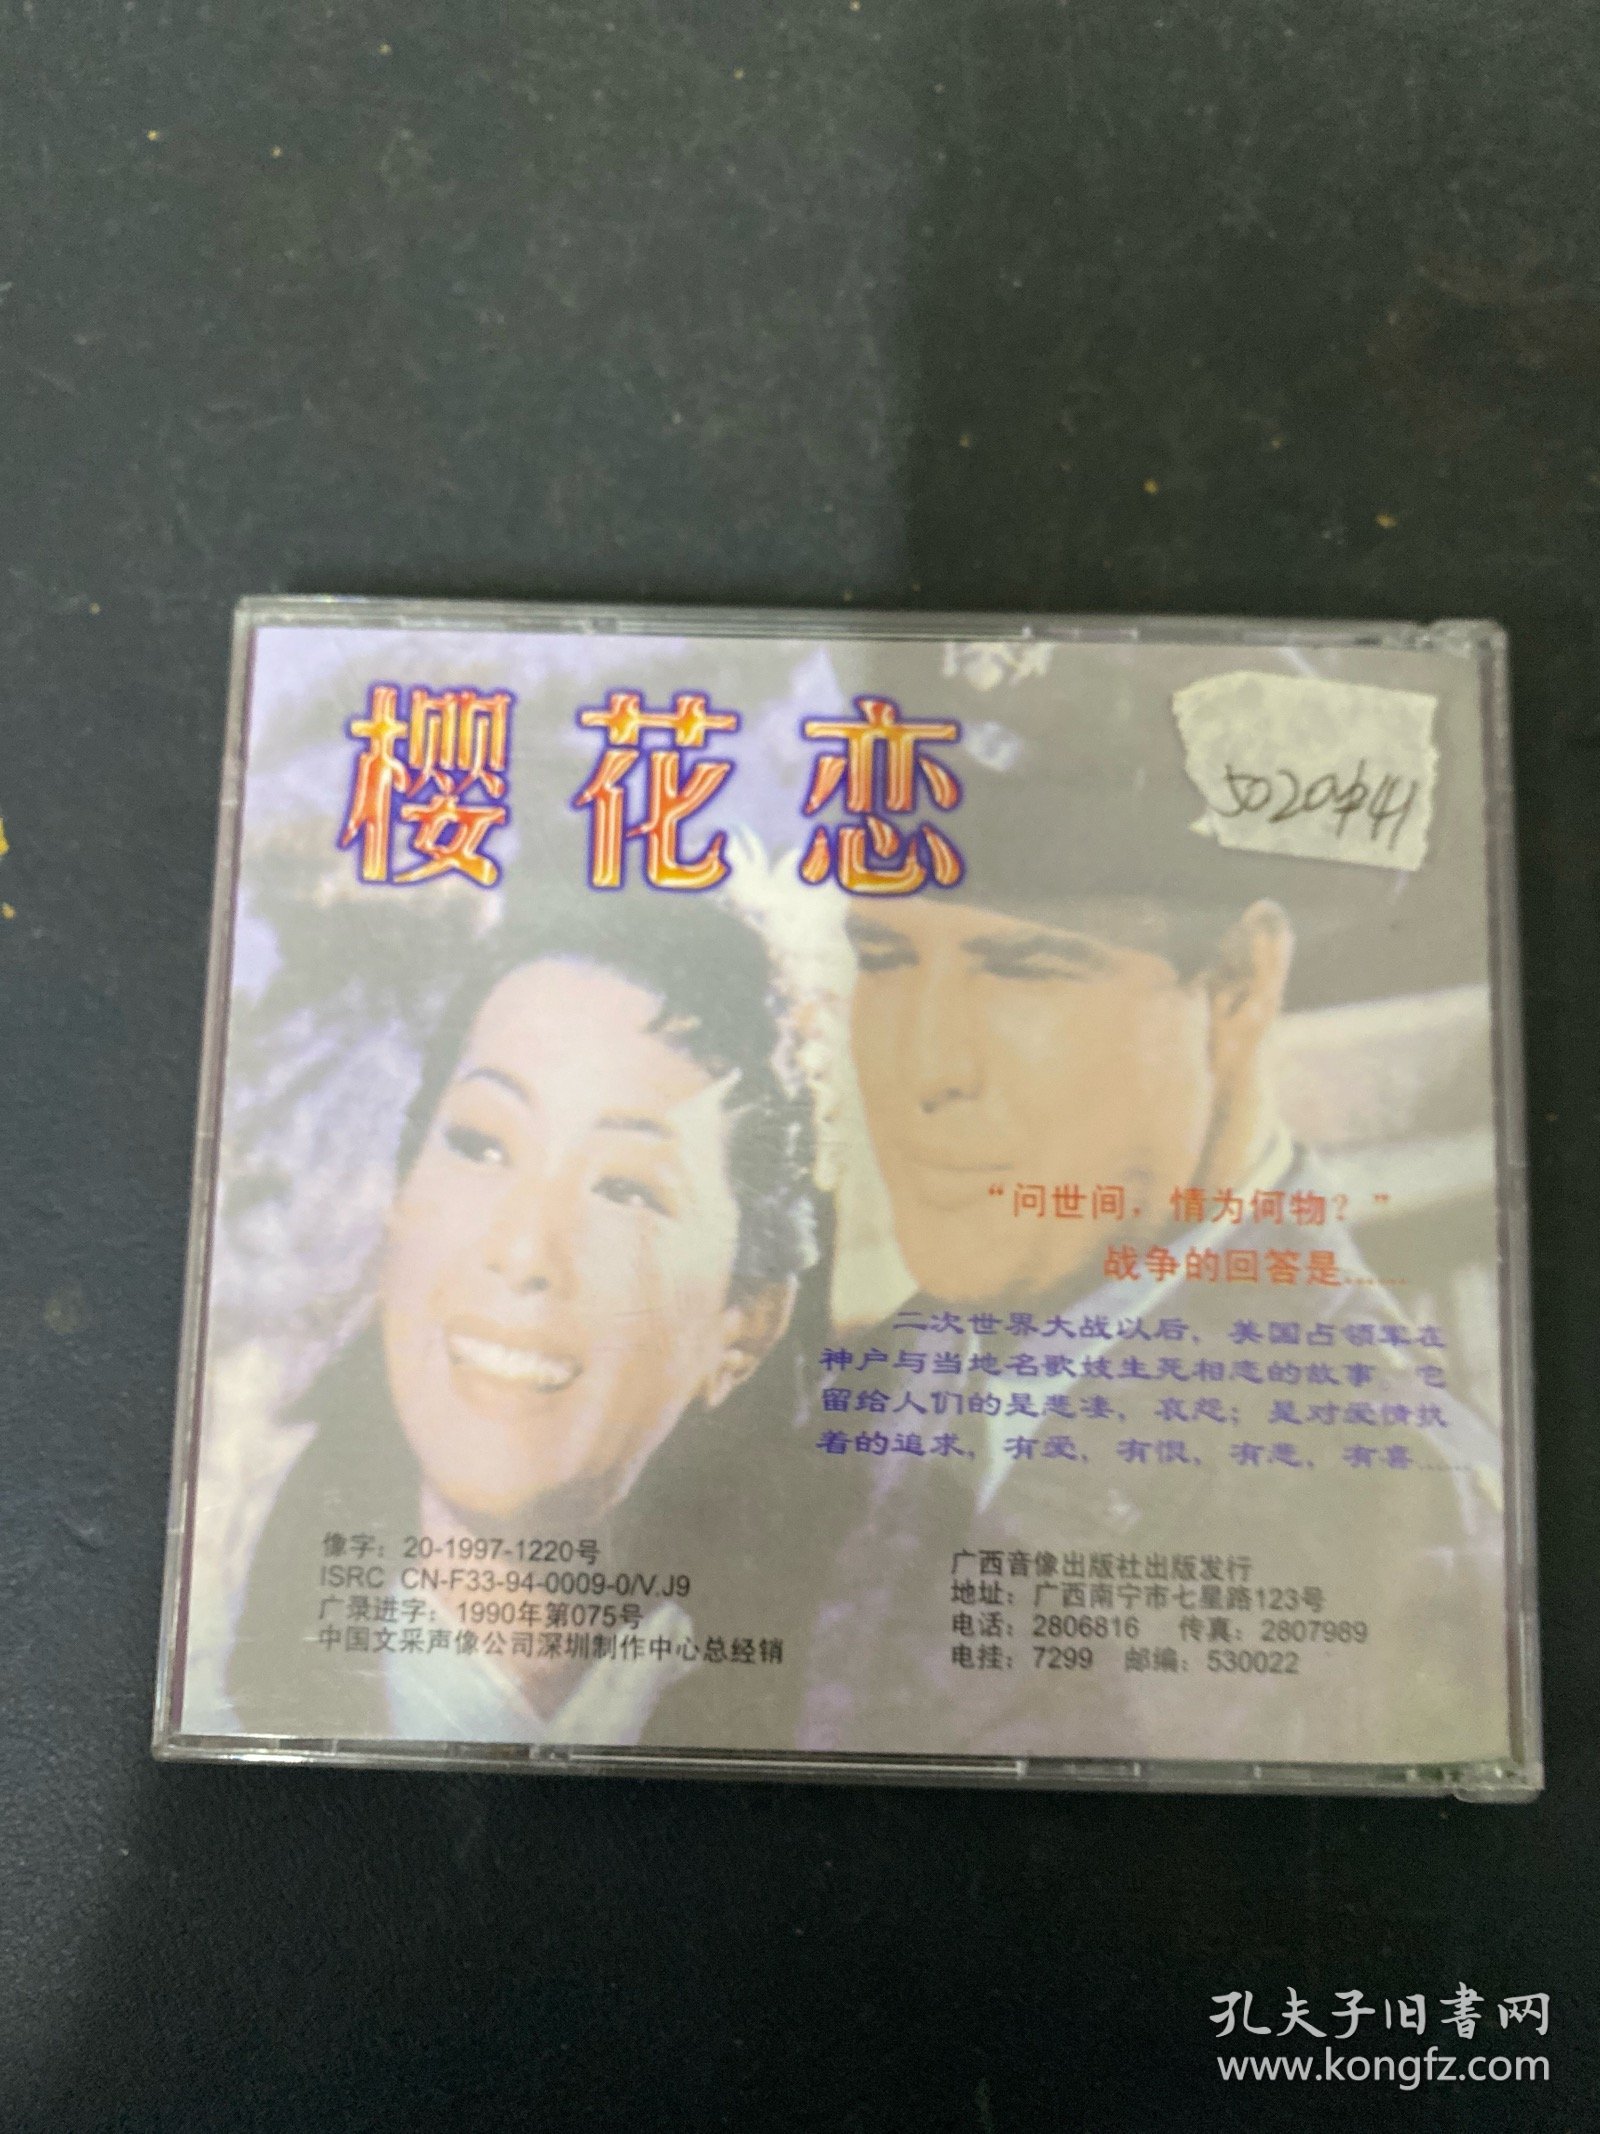 樱花恋
“问世间，情为何物？”
战争的回答是……
二次世界大战以后，美国占领军在
神户与当地名歌妓生死相恋的故事，它
留给人们的是悲凄，哀怨；是对爱情执
着的追求，有爱，有恨，有悲，有喜……
像字：20-1997-1220号
ISRC CN-F33-94-0009-0/V.J9
广录进字：1990年第075号
中国文采声像公司深圳制作中心总经销
广西音像出版社出版发行
地址：广西南宁市七星路123号
电话：2806816 传真：2807989
电挂：7299 邮编：530022
孔夫子旧书网
www.kongfz.com